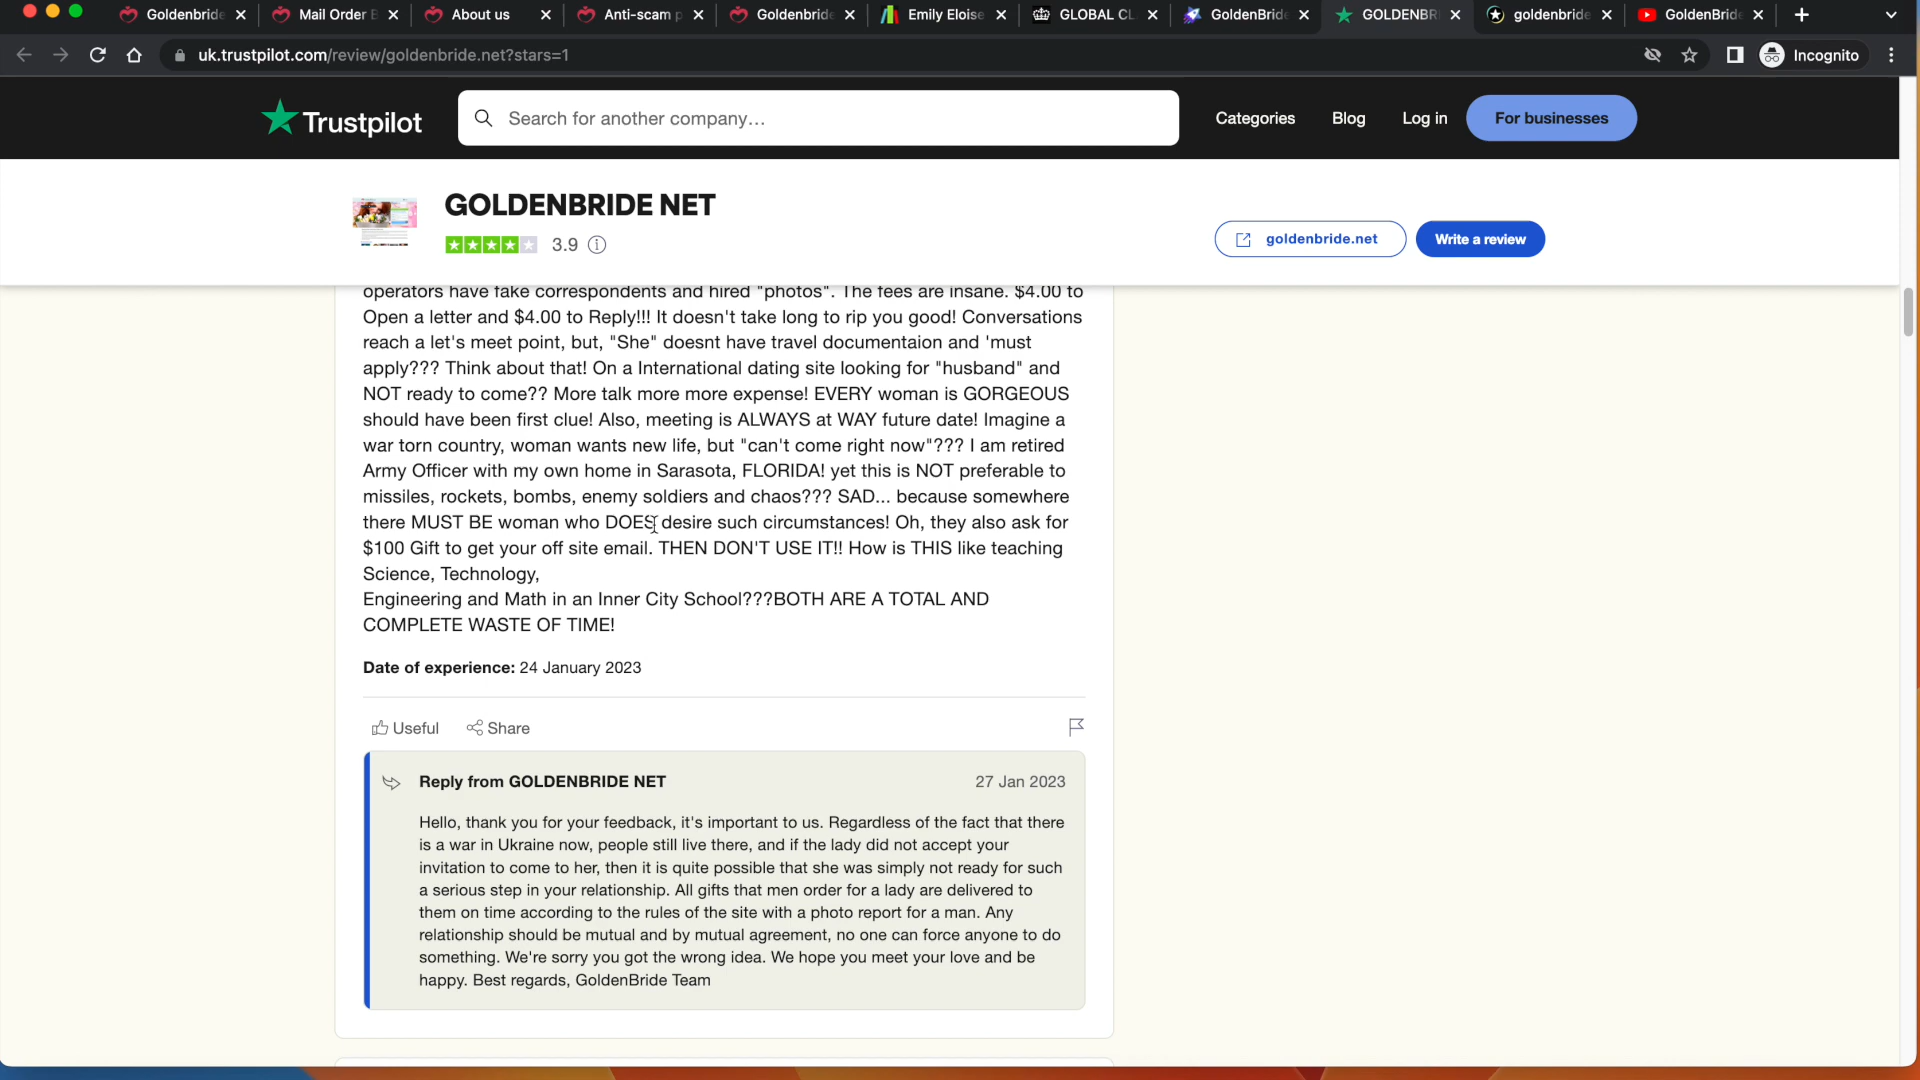 Goldenbride
Mail Order B
About us
Anti-scam p
Goldenbride
Emily Eloise
GLOBAL CL
GoldenBride
GOLDENBRI
goldenbride
GoldenBride
uk.trustpilot.com/review/goldenbride.net?stars=1
Incognito
Trustpilot
Search for another company…
Categories
Blog
Log in
For businesses
GOLDENBRIDE NET
3.9
goldenbride.net
Write a review
operators have fake correspondents and hired "photos". The fees are insane. $4.00 to
Open a letter and $4.00 to Reply!!! It doesn't take long to rip you good! Conversations
reach a let's meet point, but, "She" doesnt have travel documentaion and 'must
apply??? Think about that! On a International dating site looking for "husband" and
NOT ready to come?? More talk more more expense! EVERY woman is GORGEOUS
should have been first clue! Also, meeting is ALWAYS at WAY future date! Imagine a
war torn country, woman wants new life, but "can't come right now"??? I am retired
Army Officer with my own home in Sarasota, FLORIDA! yet this is NOT preferable to
missiles, rockets, bombs, enemy soldiers and chaos??? SAD... because somewhere
there MUST BE woman who DOES desire such circumstances! Oh, they also ask for
$100 Gift to get your off site email. THEN DON'T USE IT!! How is THIS like teaching
Science, Technology,
Engineering and Math in an Inner City School???BOTH ARE A TOTAL AND
COMPLETE WASTE OF TIME!
Date of experience: 24 January 2023
Useful
Share
Reply from GOLDENBRIDE NET
27 Jan 2023
Hello, thank you for your feedback, it's important to us. Regardless of the fact that there
is a war in Ukraine now, people still live there, and if the lady did not accept your
invitation to come to her, then it is quite possible that she was simply not ready for such
a serious step in your relationship. All gifts that men order for a lady are delivered to
them on time according to the rules of the site with a photo report for a man. Any
relationship should be mutual and by mutual agreement, no one can force anyone to do
something. We're sorry you got the wrong idea. We hope you meet your love and be
happy. Best regards, GoldenBride Team